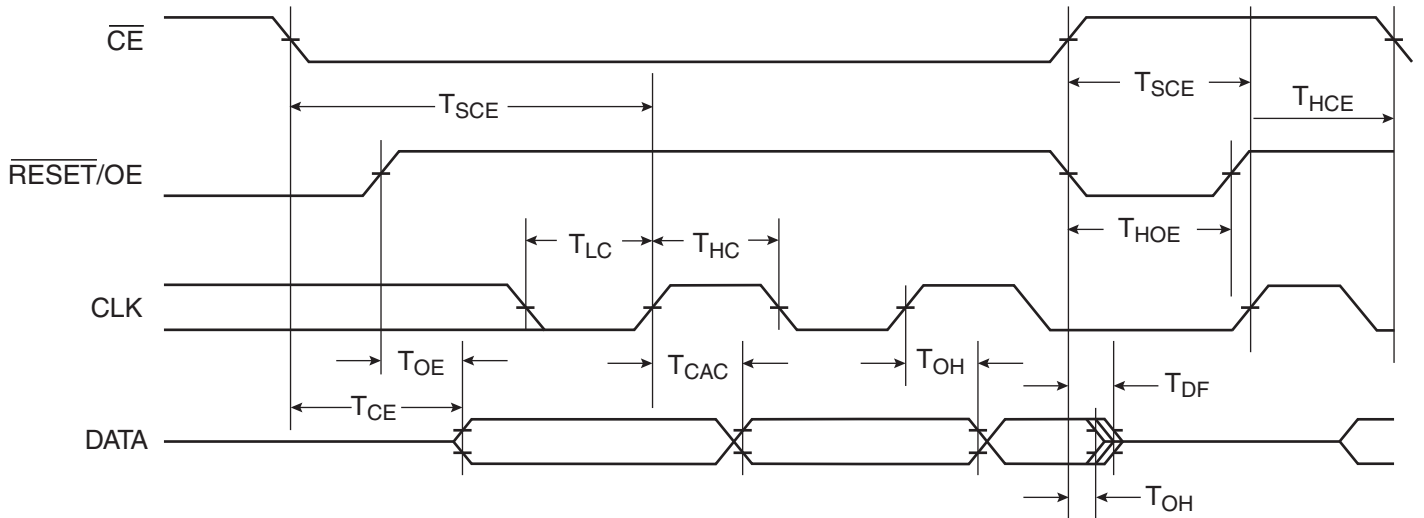 CE
T_SCE
T_SCE
T_HCE
RESET/OE
T_LC
T_HC
T_HOE
CLK
T_OE
T_CAC
T_OH
T_DF
T_CE
DATA
T_OH